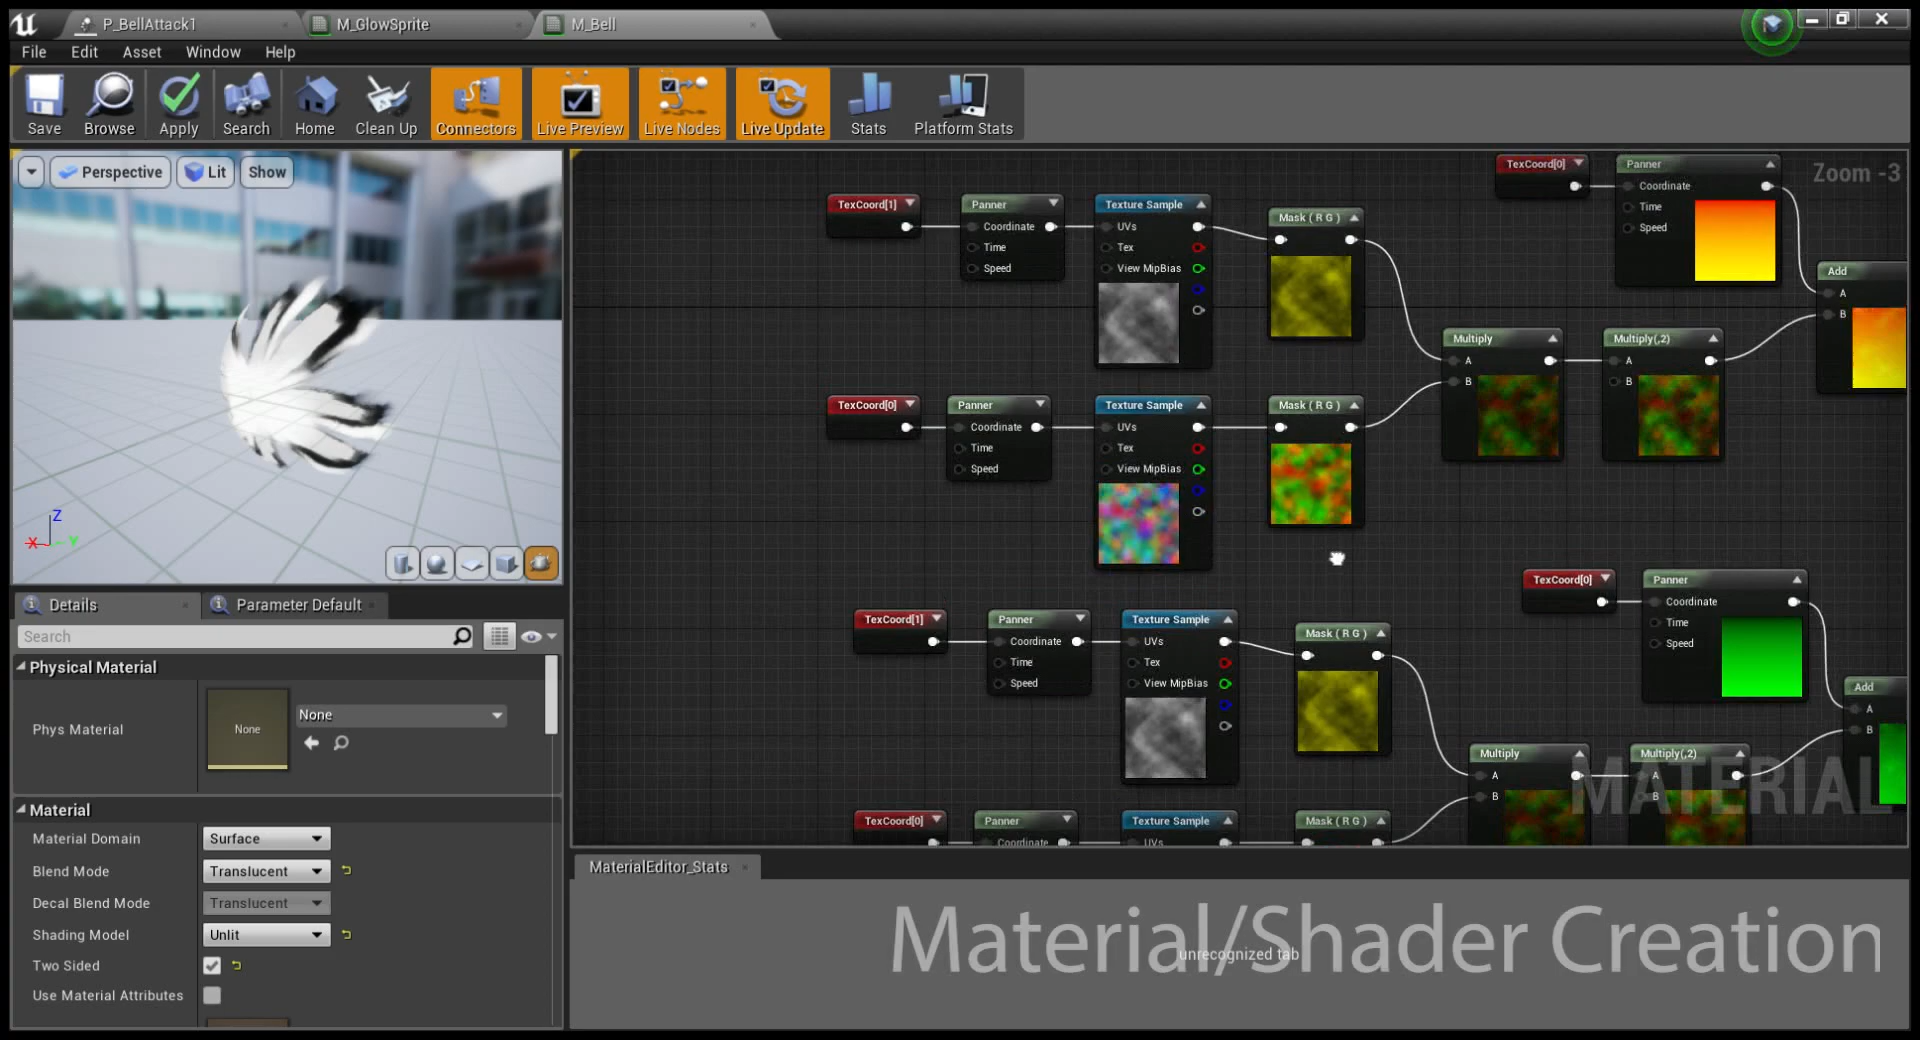 P_BellAttack1
M_GlowSprite
M_Bell
File Edit Asset Window Help
Save Browse Apply Search Home Clean Up Connectors Live Preview Live Nodes Live Update Stats Platform Stats
Perspective Lit Show
Z
X
Y
Zoom -3
TexCoord[0]
Panner
Coordinate
Time
Speed
TexCoord[1]
Panner
Coordinate
Time
Speed
Texture Sample
UVs
Tex
View MipBias
Mask ( R G )
Add
A
B
Multiply
A
B
Multiply(,2)
A
B
TexCoord[0]
Panner
Coordinate
Time
Speed
Texture Sample
UVs
Tex
View MipBias
Mask ( R G )
TexCoord[0]
Panner
Coordinate
Time
Speed
TexCoord[1]
Panner
Coordinate
Time
Speed
Texture Sample
UVs
Tex
View MipBias
Mask ( R G )
Add
A
B
Multiply
A
B
Multiply(,2)
A
B
MATERIAL
TexCoord[0]
Panner
Coordinate
Texture Sample
UVs
Mask ( R G )
Details
Parameter Default
Search
Physical Material
Phys Material
None
None
Material
Material Domain Surface
Blend Mode Translucent
Decal Blend Mode Translucent
Shading Model Unlit
Two Sided
Use Material Attributes
MaterialEditor_Stats
Material/Shader Creation
unrecognized tab